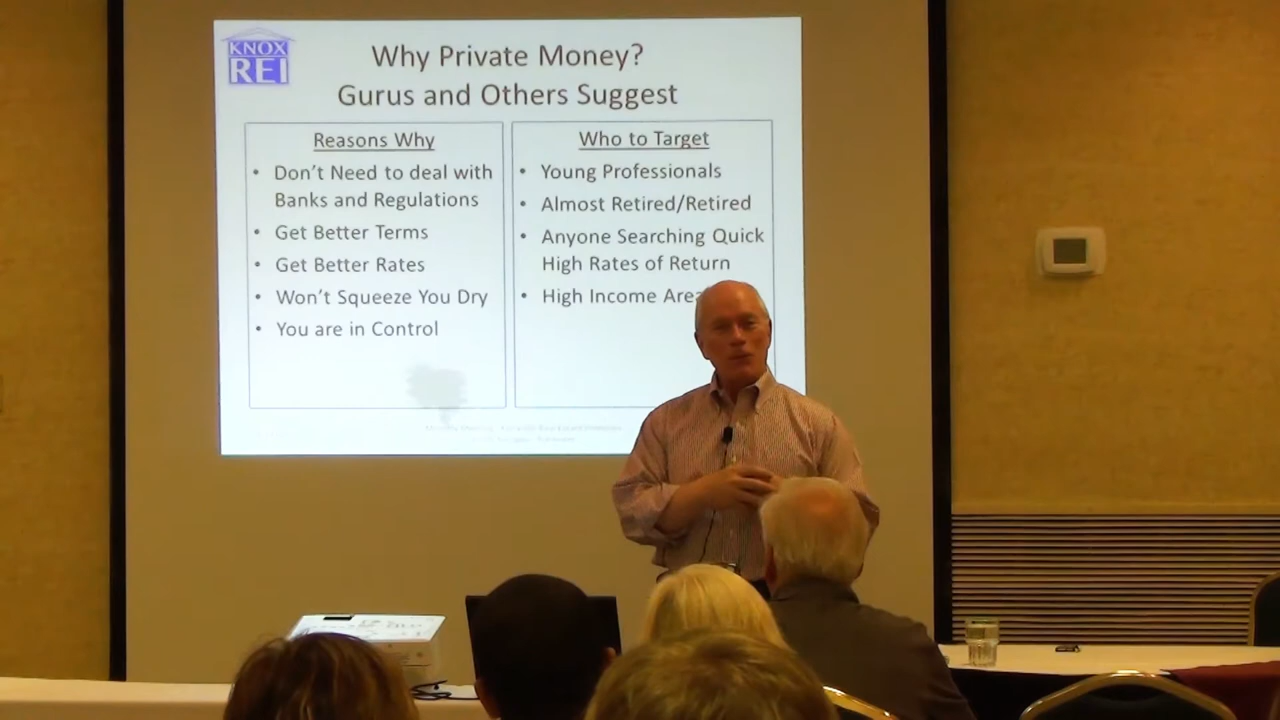 KNOX
REI
Why Private Money?
Gurus and Others Suggest
Reasons Why
• Don't Need to deal with
Banks and Regulations
• Get Better Terms
• Get Better Rates
• Won't Squeeze You Dry
• You are in Control
Who to Target
• Young Professionals
• Almost Retired/Retired
• Anyone Searching Quick
High Rates of Return
• High Income Area